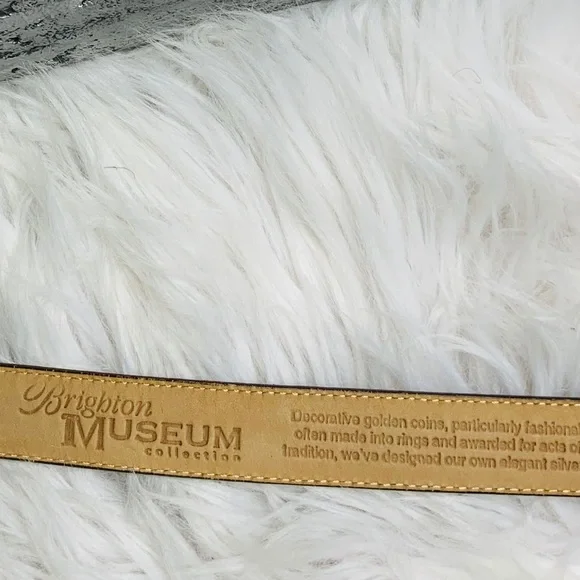 Brighton
MUSEUM
collection
Decorative golden coins, particularly fashional
often made into rings and awarded for acts of
tradition, we've designed our own elegant silve